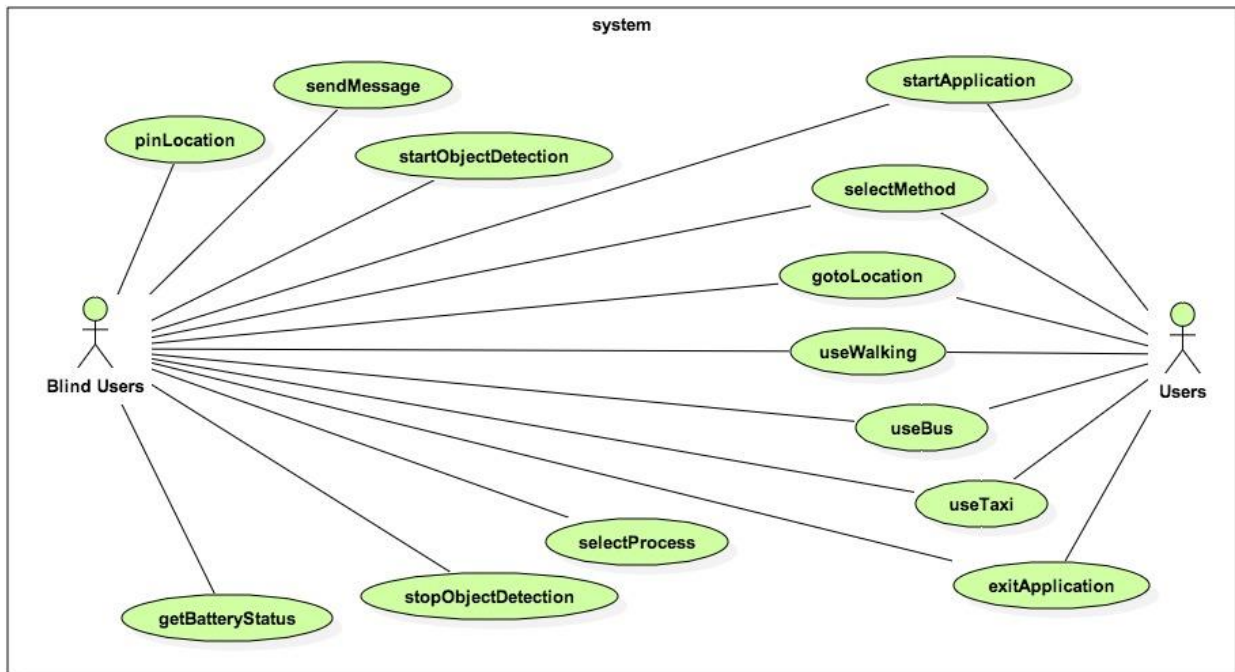 system
sendMessage
startApplication
pinLocation
startObjectDetection
selectMethod
gotoLocation
useWalking
Blind Users
Users
useBus
useTaxi
selectProcess
exitApplication
stopObjectDetection
getBatteryStatus